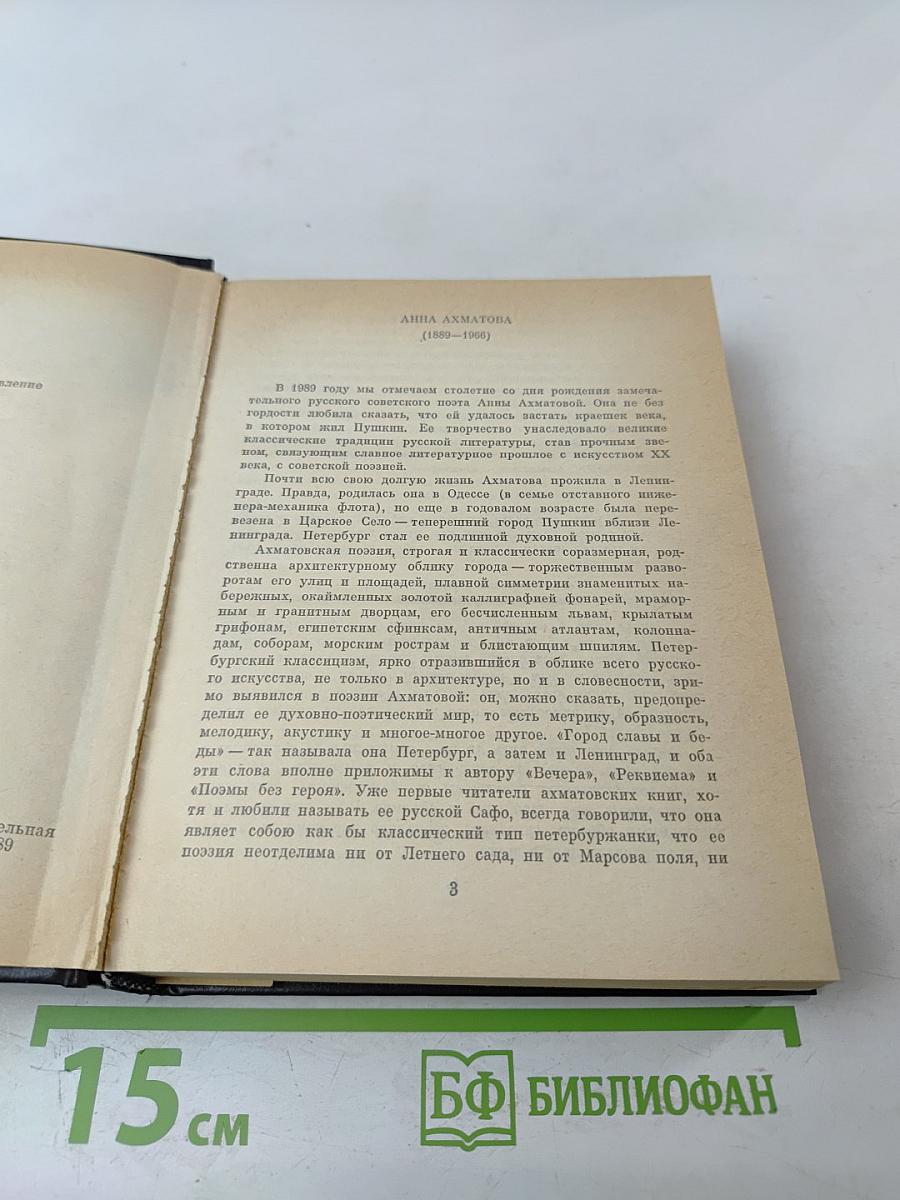 вление
ельная
89
АННА АХМАТОВА
(1889—1966)
В 1989 году мы отмечаем столетие со дня рождения замеча-
тельного русского советского поэта Анны Ахматовой. Она не без
гордости любила сказать, что ей удалось застать краешек века,
в котором жил Пушкин. Ее творчество унаследовало великие
классические традиции русской литературы, став прочным зве-
ном, связующим славное литературное прошлое с искусством XX
века, с советской поэзией.
Почти всю свою долгую жизнь Ахматова прожила в Ленин-
граде. Правда, родилась она в Одессе (в семье отставного инже-
нера-механика флота), но еще в годовалом возрасте была пере-
везена в Царское Село — теперешний город Пушкин вблизи Ле-
нинграда. Петербург стал ее подлинной духовной родиной.
Ахматовская поэзия, строгая и классически соразмерная, род-
ственна архитектурному облику города — торжественным разво-
ротам его улиц и площадей, плавной симметрии знаменитых на-
бережных, окаймленных золотой каллиграфией фонарей, мрамор-
ным и гранитным дворцам, его бесчисленным львам, крылатым
грифонам, египетским сфинксам, античным атлантам, колонна-
дам, соборам, морским рострам и блистающим шпилям. Петер-
бургский классицизм, ярко отразившийся в облике всего русско-
го искусства, не только в архитектуре, но и в словесности, зри-
мо выявился в поэзии Ахматовой: он, можно сказать, предопре-
делил ее духовно-поэтический мир, то есть метрику, образность,
мелодику, акустику и многое-многое другое. «Город славы и бе-
ды» — так называла она Петербург, а затем и Ленинград, и оба
эти слова вполне приложимы к автору «Вечера», «Реквиема» и
«Поэмы без героя». Уже первые читатели ахматовских книг, хо-
тя и любили называть ее русской Сафо, всегда говорили, что она
являет собою как бы классический тип петербуржанки, что ее
поэзия неотделима ни от Летнего сада, ни от Марсова поля, ни
3
15 см
БФ БИБЛИОФАН